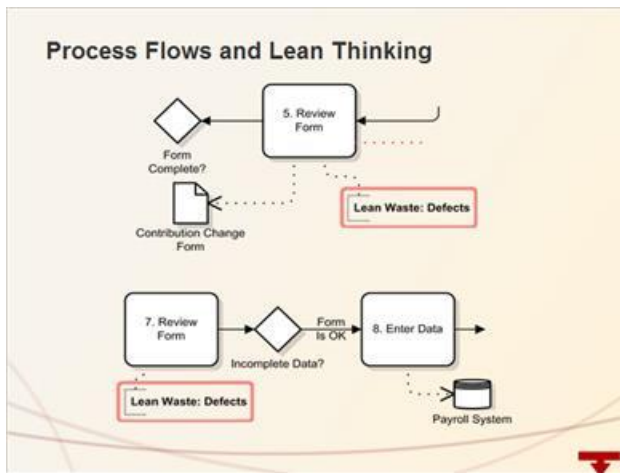 Process Flows and Lean Thinking
5. Review
Form
Form
Complete?
Lean Waste: Defects
Contribution Change
Form
7. Review
Form
Form
Is OK
8. Enter Data
Incomplete Data?
Lean Waste: Defects
Payroll System